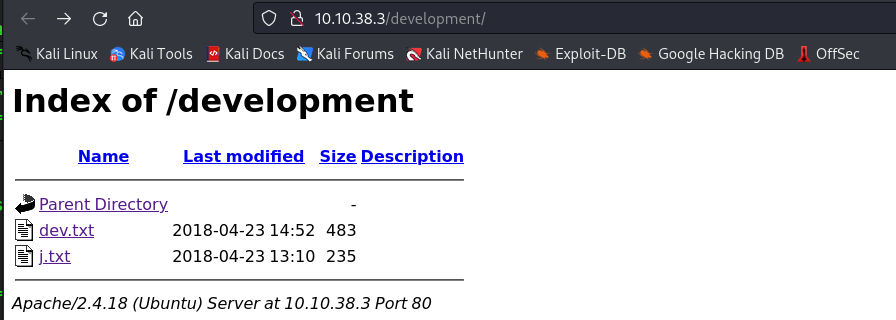 10.10.38.3/development/
Kali Linux Kali Tools Kali Docs Kali Forums Kali NetHunter Exploit-DB Google Hacking DB OffSec
Index of /development
Name Last modified Size Description
Parent Directory -
dev.txt 2018-04-23 14:52 483
j.txt 2018-04-23 13:10 235
Apache/2.4.18 (Ubuntu) Server at 10.10.38.3 Port 80